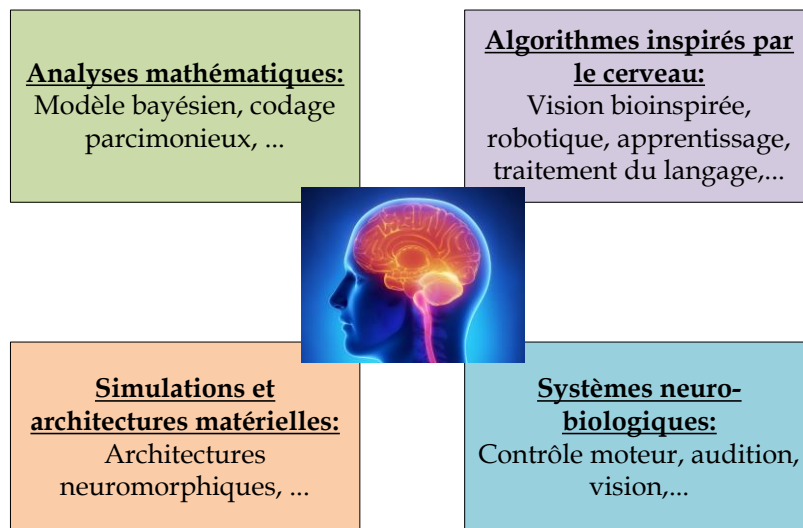 Analyses mathématiques:
Modèle bayésien, codage
parcimonieux, ...
Algorithmes inspirés par
le cerveau:
Vision bioinspirée,
robotique, apprentissage,
traitement du langage,...
Simulations et
architectures matérielles:
Architectures
neuromorphiques, ...
Systèmes neuro-
biologiques:
Contrôle moteur, audition,
vision,...